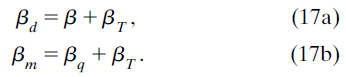 β_d = β + β_T, (17a)
β_m = β_q + β_T. (17b)